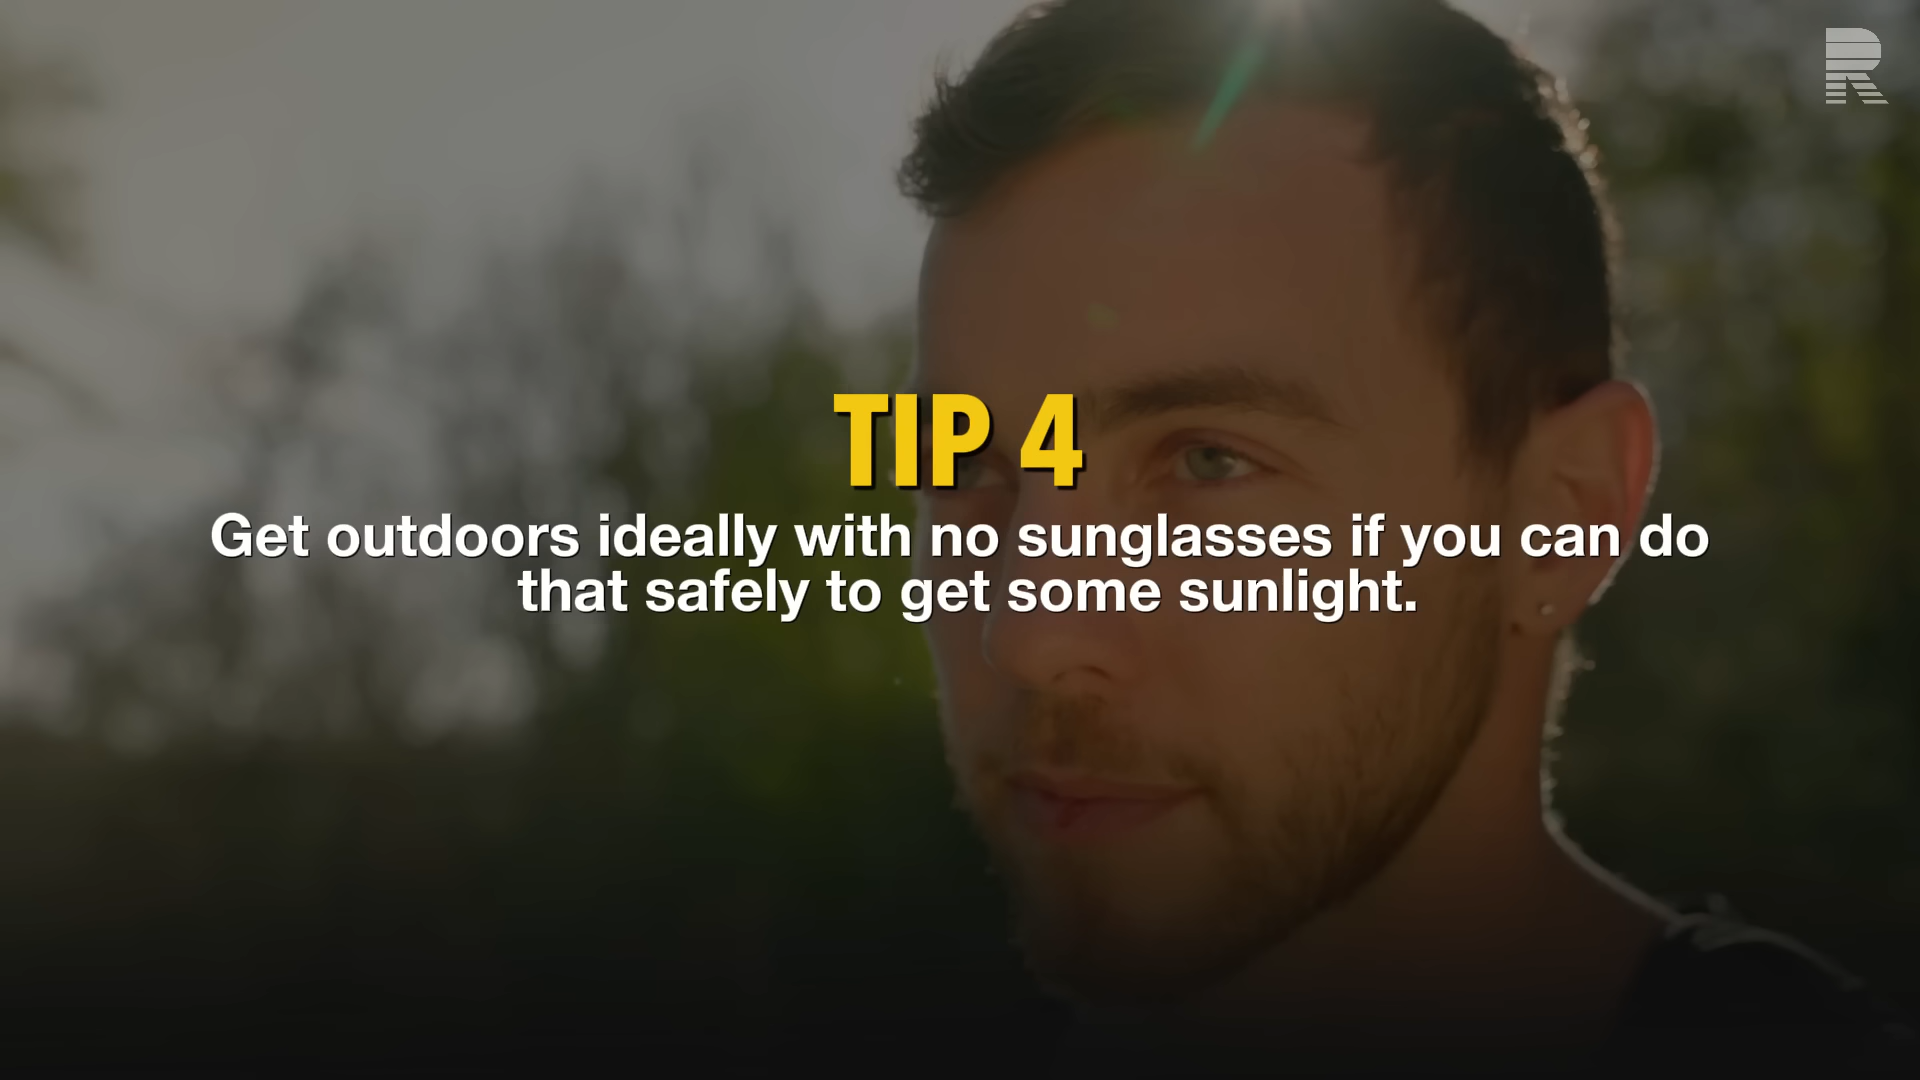 R
TIP 4
Get outdoors ideally with no sunglasses if you can do
that safely to get some sunlight.